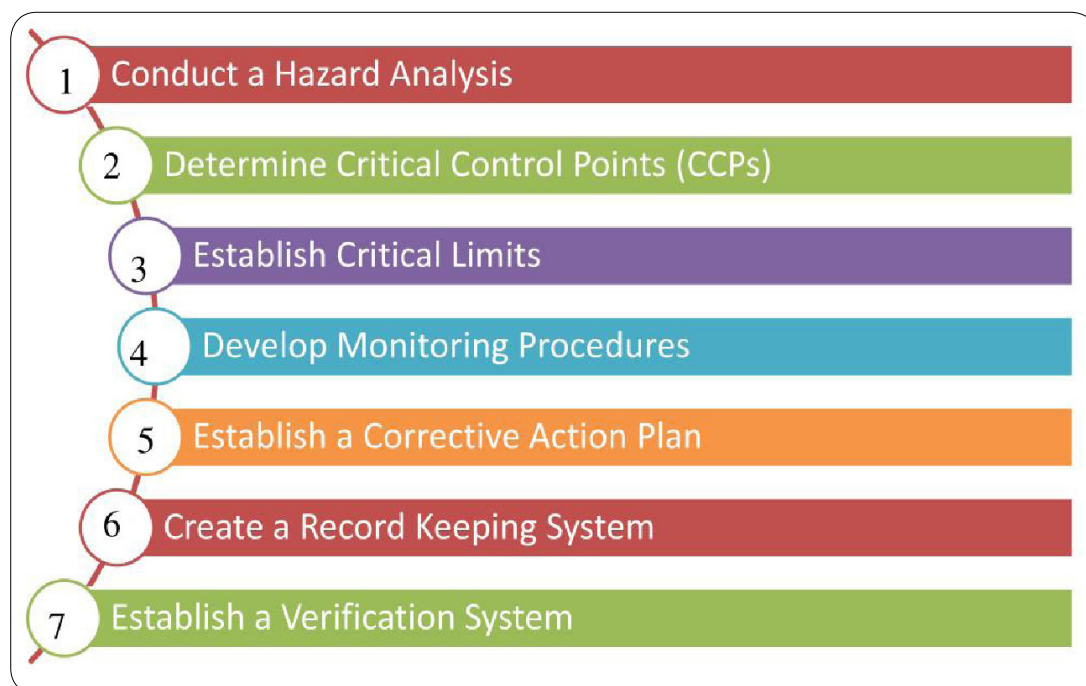 1 Conduct a Hazard Analysis
2 Determine Critical Control Points (CCPs)
3 Establish Critical Limits
4 Develop Monitoring Procedures
5 Establish a Corrective Action Plan
6 Create a Record Keeping System
7 Establish a Verification System